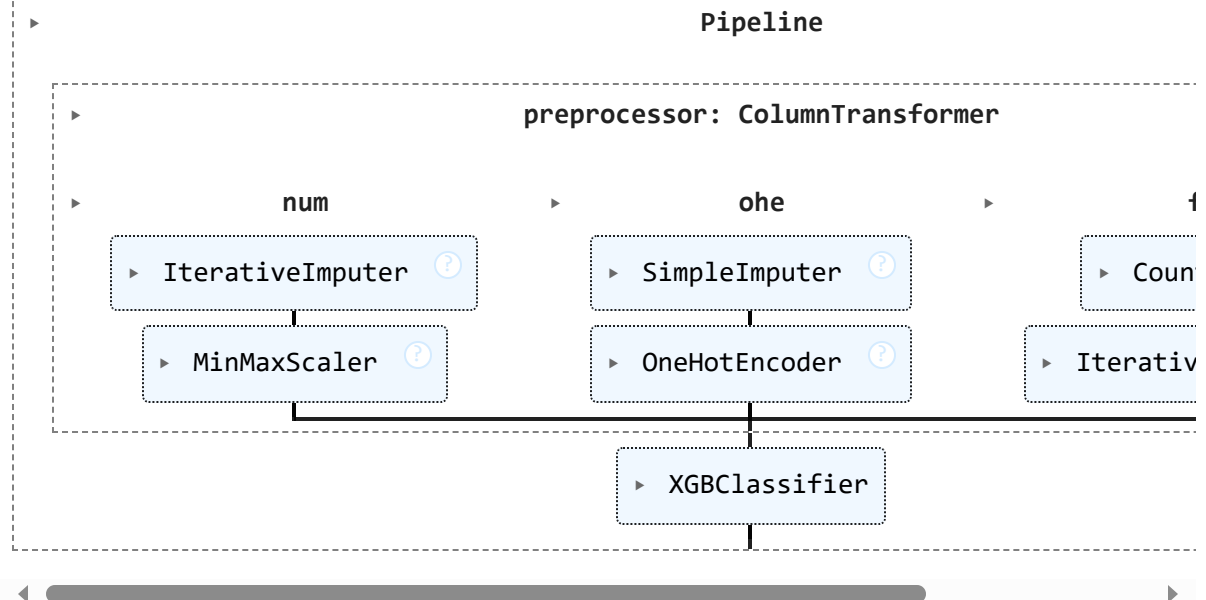 Pipeline
preprocessor: ColumnTransformer
num
ohe
IterativeImputer ?
SimpleImputer ?
MinMaxScaler ?
OneHotEncoder ?
XGBClassifier